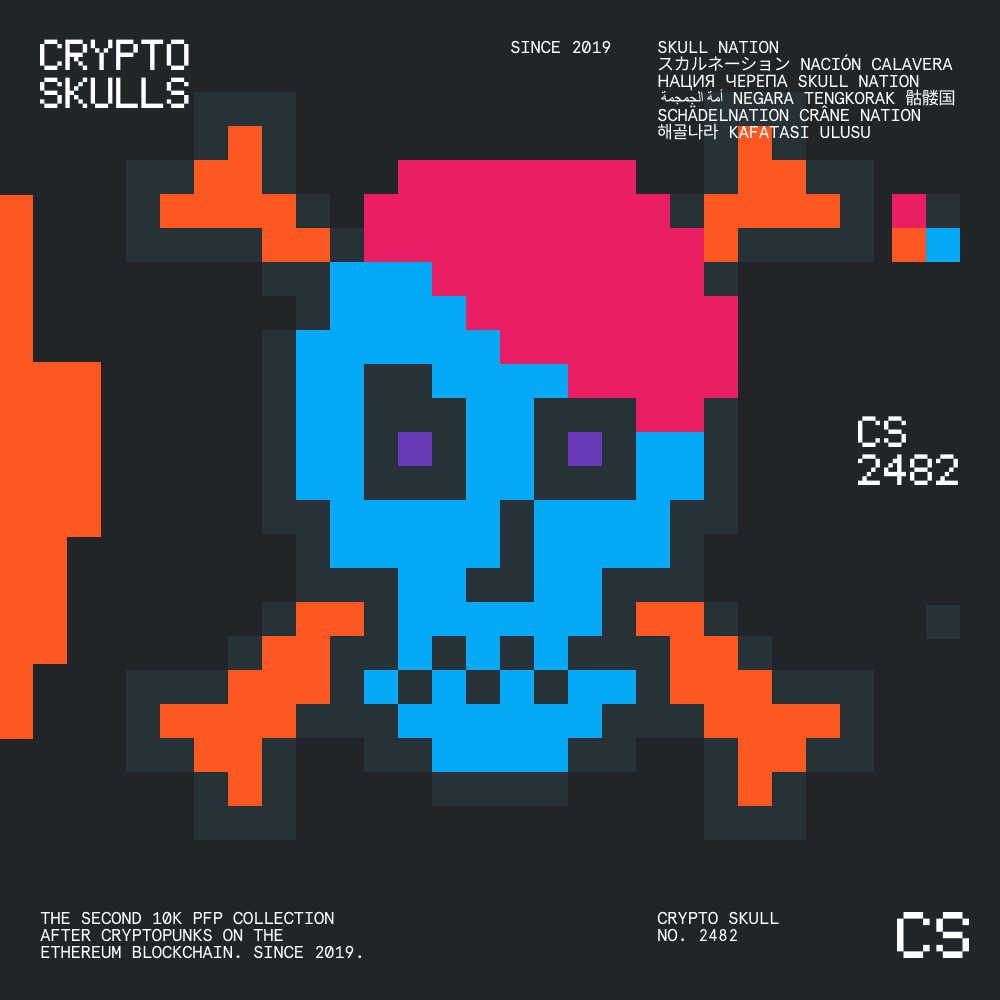 CRYPTO
SKULLS
SINCE 2019
SKULL NATION
スカルネーション NACIÓN CALAVERA
НАЦИЯ ЧЕРЕПА SKULL NATION
أمة الجمجمة NEGARA TENGKORAK 骷髅国
SCHÄDELNATION CRÂNE NATION
해골나라 KAFATASI ULUSU
CS
2482
THE SECOND 10K PFP COLLECTION
AFTER CRYPTOPUNKS ON THE
ETHEREUM BLOCKCHAIN. SINCE 2019.
CRYPTO SKULL
NO. 2482
CS